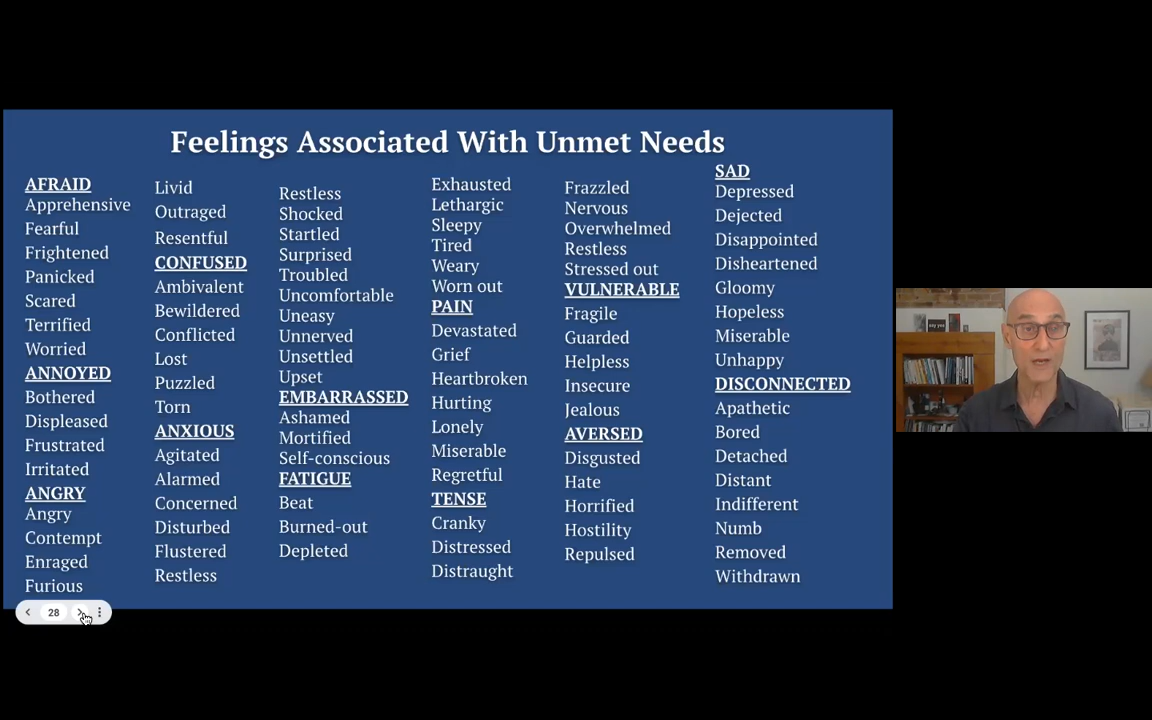 Feelings Associated With Unmet Needs
AFRAID
Apprehensive
Fearful
Frightened
Panicked
Scared
Terrified
Worried
ANNOYED
Bothered
Displeased
Frustrated
Irritated
ANGRY
Angry
Contempt
Enraged
Furious
Livid
Outraged
Resentful
CONFUSED
Ambivalent
Bewildered
Conflicted
Lost
Puzzled
Torn
ANXIOUS
Agitated
Alarmed
Concerned
Disturbed
Flustered
Restless
Restless
Shocked
Startled
Surprised
Troubled
Uncomfortable
Uneasy
Unnerved
Unsettled
Upset
EMBARRASSED
Ashamed
Mortified
Self-conscious
FATIGUE
Beat
Burned-out
Depleted
Exhausted
Lethargic
Sleepy
Tired
Weary
Worn out
PAIN
Devastated
Grief
Heartbroken
Hurting
Lonely
Miserable
Regretful
TENSE
Cranky
Distressed
Distraught
Frazzled
Nervous
Overwhelmed
Restless
Stressed out
VULNERABLE
Fragile
Guarded
Helpless
Insecure
Jealous
AVERSED
Disgusted
Hate
Horrified
Hostility
Repulsed
SAD
Depressed
Dejected
Disappointed
Disheartened
Gloomy
Hopeless
Miserable
Unhappy
DISCONNECTED
Apathetic
Bored
Detached
Distant
Indifferent
Numb
Removed
Withdrawn
28